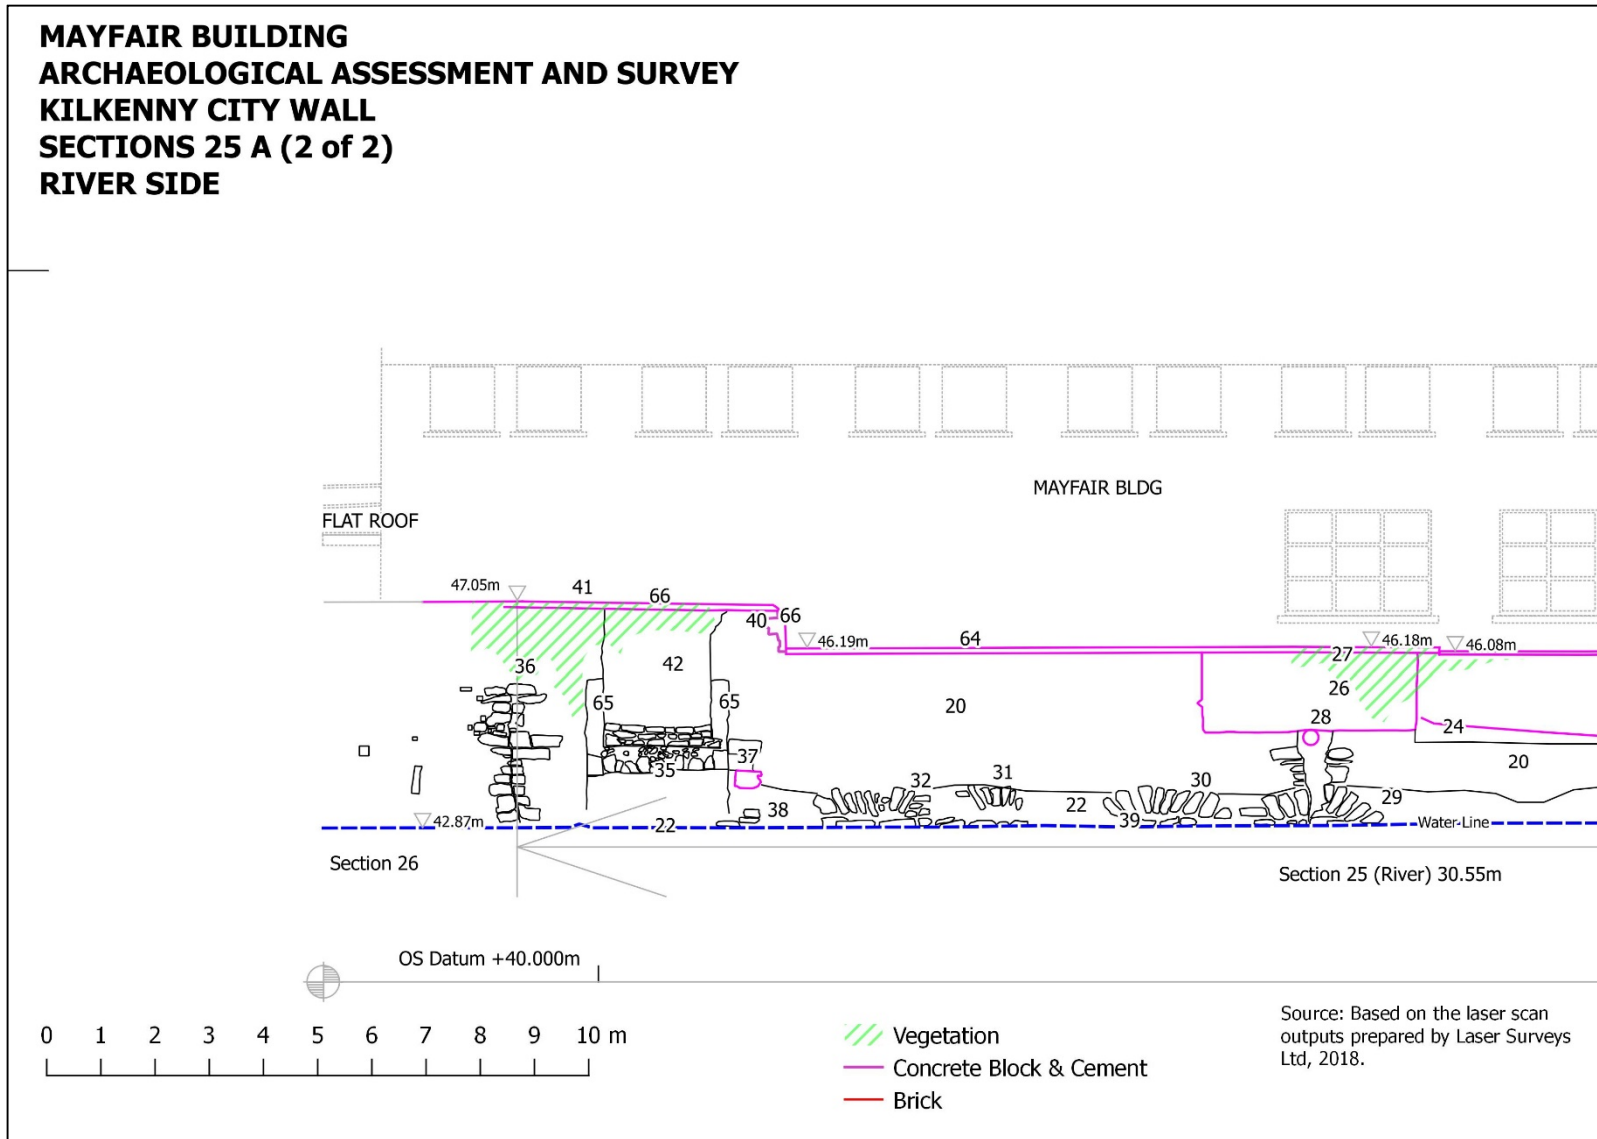 MAYFAIR BUILDING
ARCHAEOLOGICAL ASSESSMENT AND SURVEY
KILKENNY CITY WALL
SECTIONS 25 A (2 of 2)
RIVER SIDE
MAYFAIR BLDG
FLAT ROOF
47.05m
41
66
40
66
46.19m
64
46.18m
46.08m
27
36
42
26
65
65
20
28
24
37
35
20
32
31
30
29
38
22
42.87m
22
39
Water Line
Section 26
Section 25 (River) 30.55m
OS Datum +40.000m
0 1 2 3 4 5 6 7 8 9 10 m
Vegetation
Concrete Block & Cement
Brick
Source: Based on the laser scan
outputs prepared by Laser Surveys
Ltd, 2018.